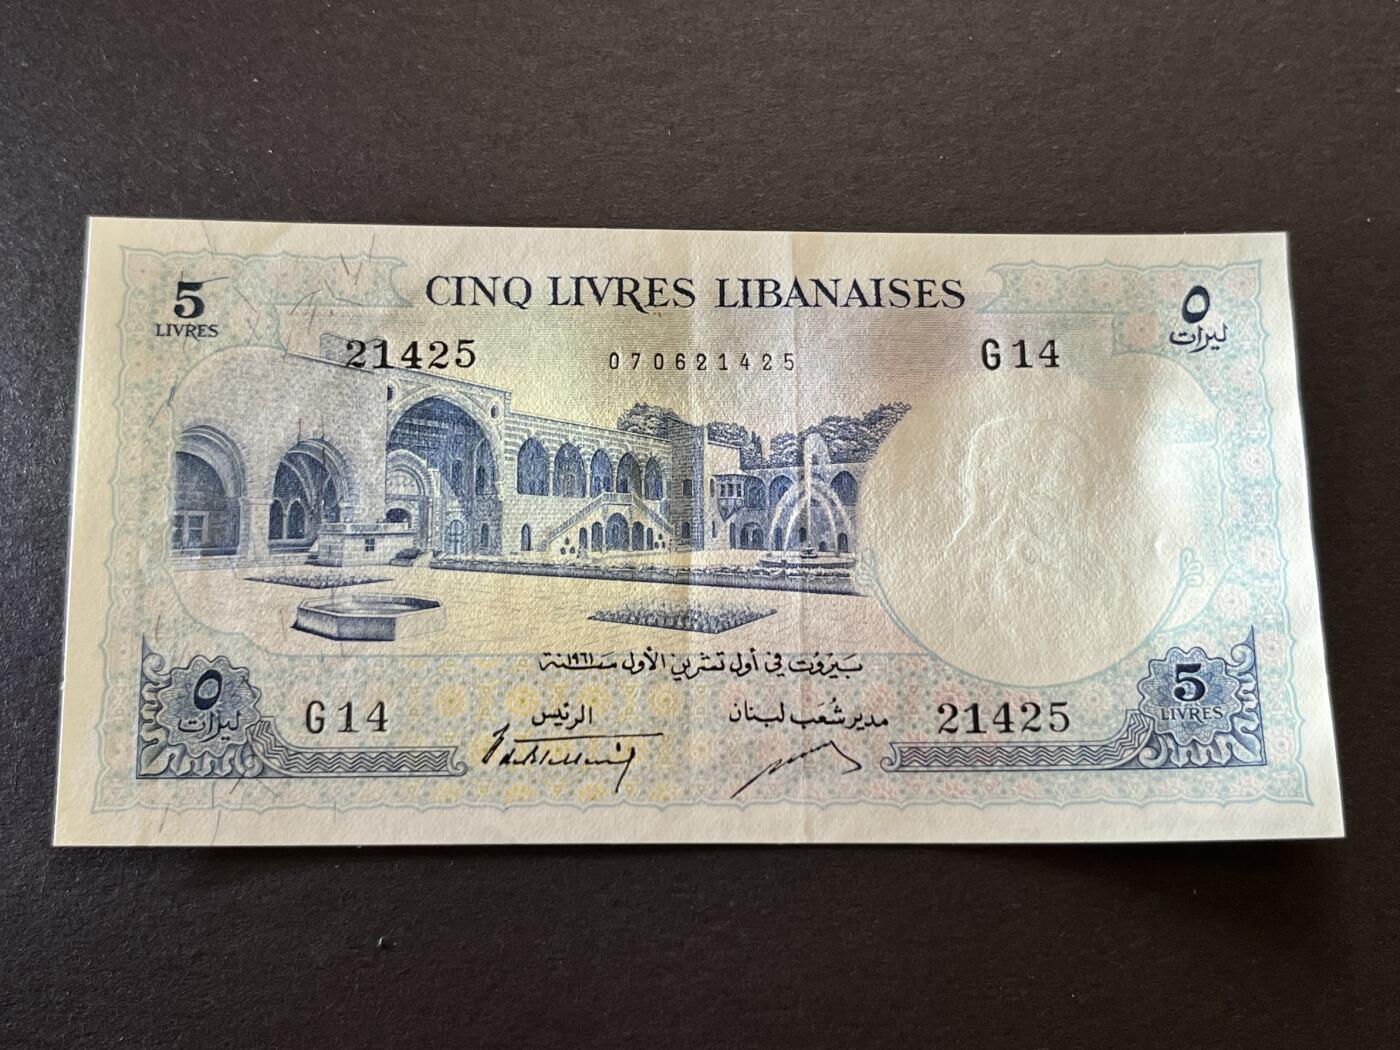 CINQ LIVRES LIBANAISES
5
LIVRES
٥
ليرات
21425
070621425
G14
بيروت في أول تشرين الأول سنة ١٩٦١
٥
ليرات
G14
الرئيس
مدير شعب لبنان
21425
5
LIVRES